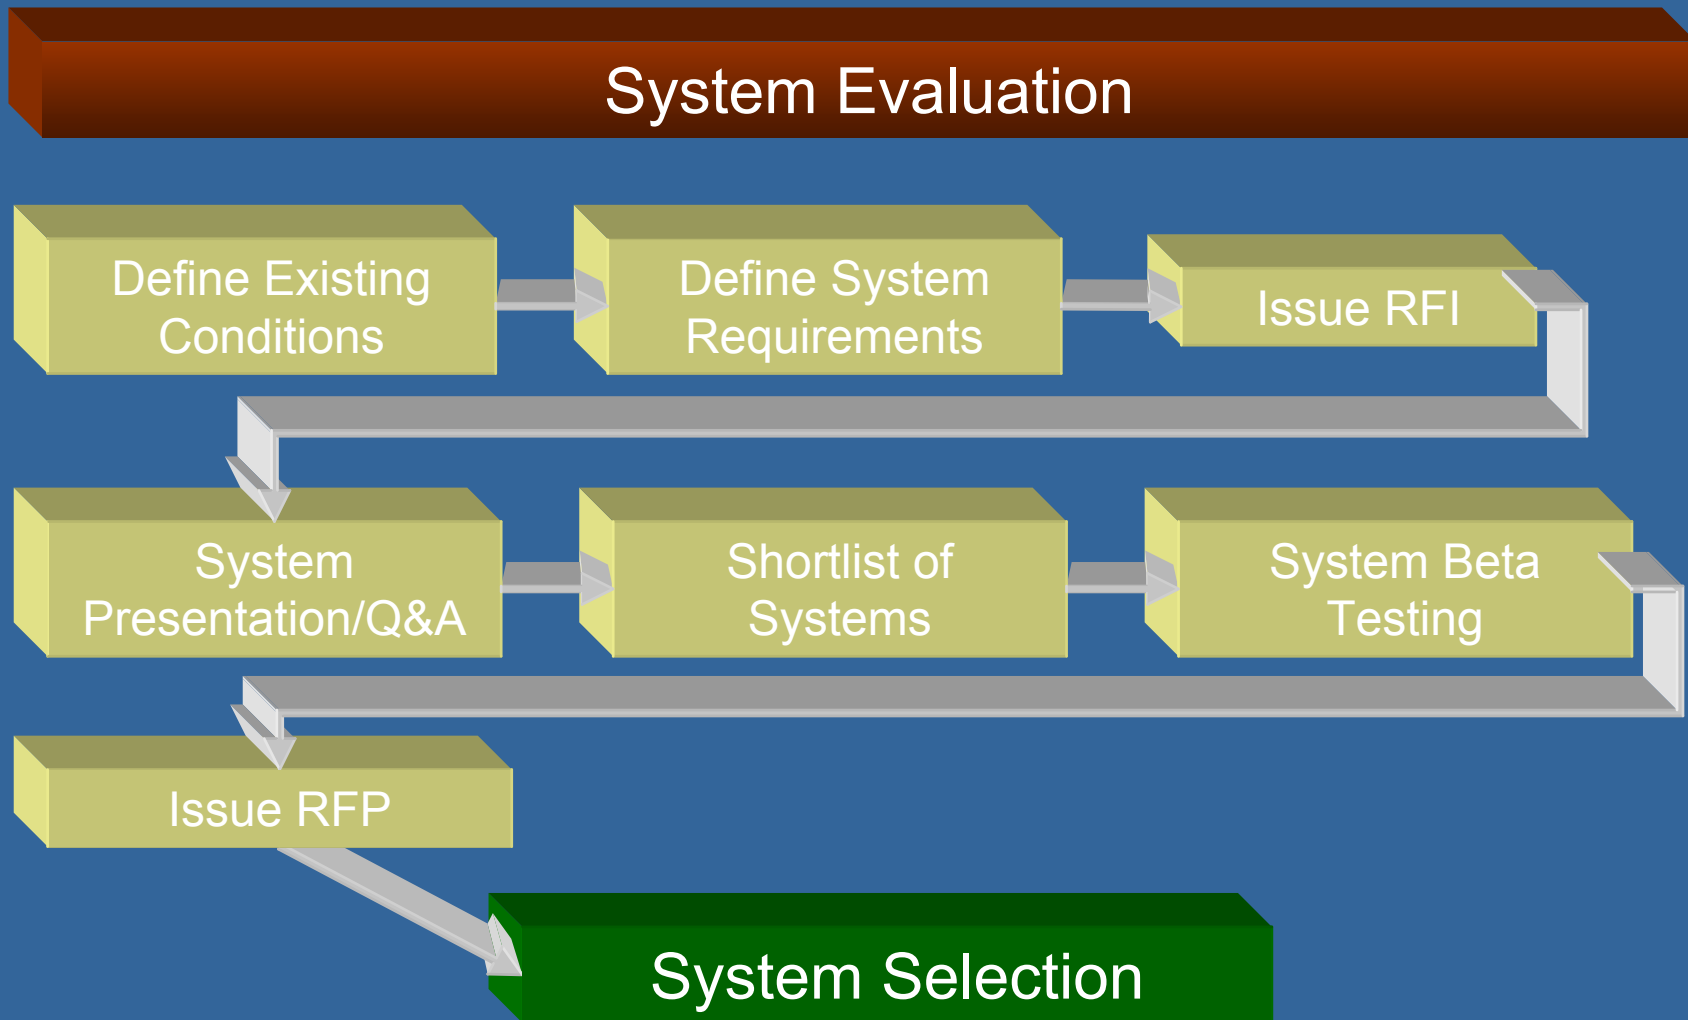 System Evaluation
Define Existing
Conditions
Define System
Requirements
Issue RFI
System
Presentation/Q&A
Shortlist of
Systems
System Beta
Testing
Issue RFP
System Selection